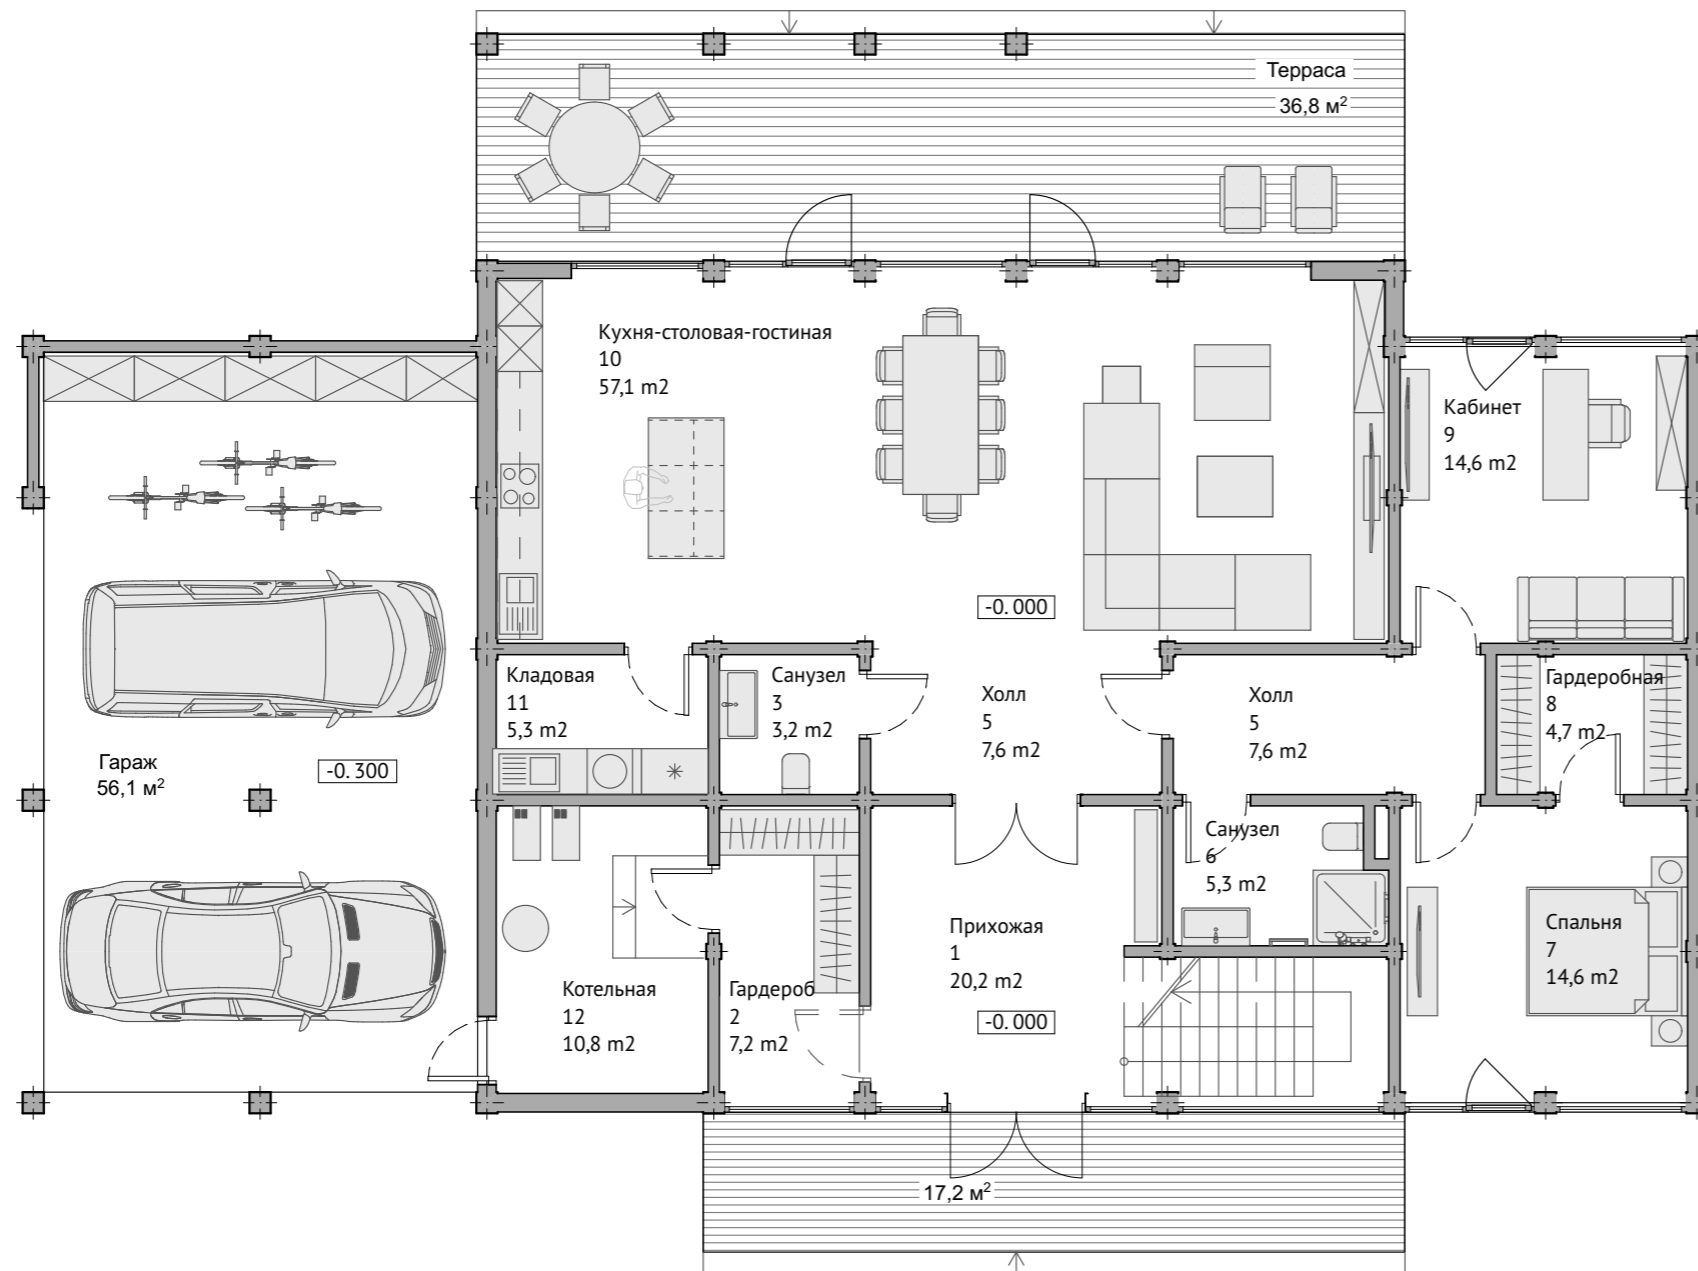 Терраса
36,8 м²
Кухня-столовая-гостиная
10
57,1 m2
Кабинет
9
14,6 m2
-0.000
Кладовая
11
5,3 m2
Санузел
3
3,2 m2
Холл
5
7,6 m2
Холл
5
7,6 m2
Гардеробная
8
4,7 m2
Гараж
56,1 м²
-0.300
Санузел
6
5,3 m2
Прихожая
1
20,2 m2
-0.000
Спальня
7
14,6 m2
Котельная
12
10,8 m2
Гардероб
2
7,2 m2
17,2 м²